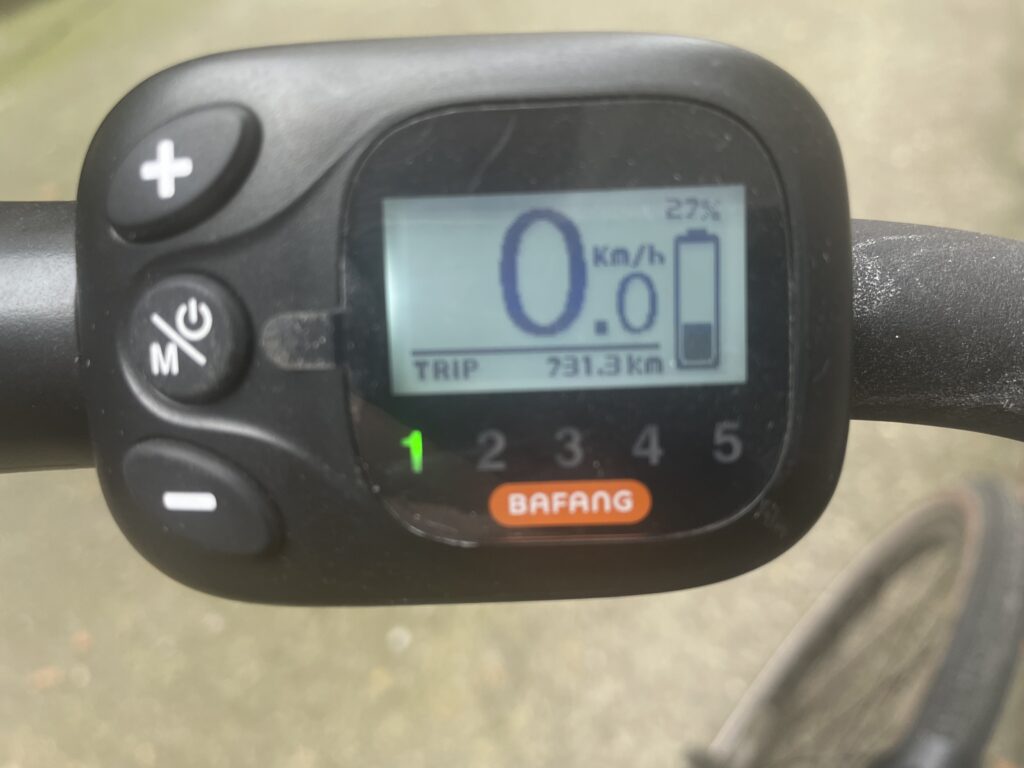 27%
0.0 Km/h
TRIP 731.3 km
M/
1 2 3 4 5
BAFANG